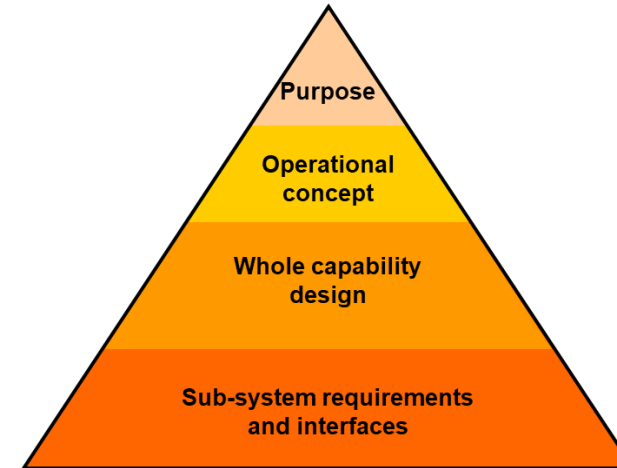 Purpose
Operational
concept
Whole capability
design
Sub-system requirements
and interfaces